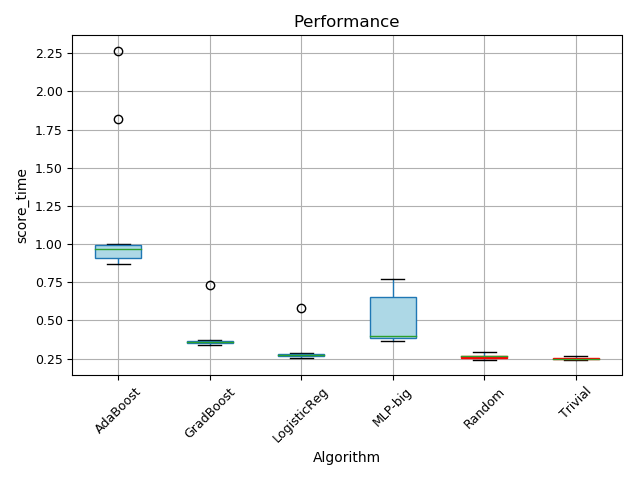 Performance
score_time
2.25
2.00
1.75
1.50
1.25
1.00
0.75
0.50
0.25
AdaBoost
GradBoost
LogisticReg
MLP-big
Random
Trivial
Algorithm